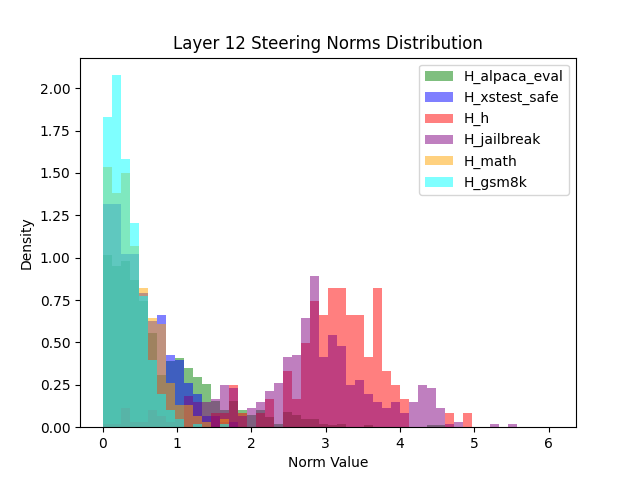 Layer 12 Steering Norms Distribution
H_alpaca_eval
H_xstest_safe
H_h
H_jailbreak
H_math
H_gsm8k
2.00
1.75
1.50
1.25
1.00
0.75
0.50
0.25
0.00
Density
0 1 2 3 4 5 6
Norm Value